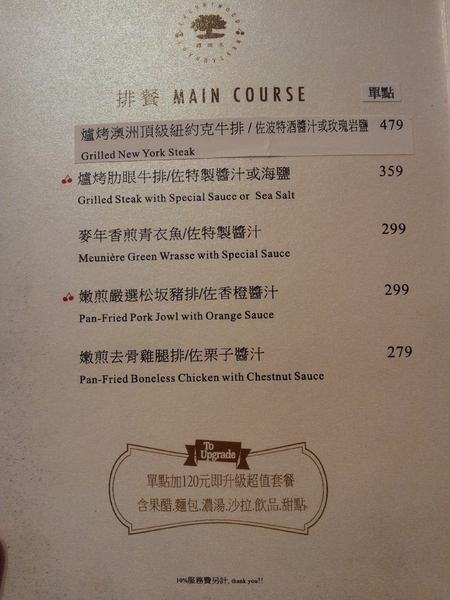 排餐 MAIN COURSE 單點
爐烤澳洲頂級紐約克牛排 / 佐波特酒醬汁或玫瑰岩鹽 479
Grilled New York Steak
爐烤肋眼牛排/佐特製醬汁或海鹽 359
Grilled Steak with Special Sauce or Sea Salt
麥年香煎青衣魚/佐特製醬汁 299
Meunière Green Wrasse with Special Sauce
嫩煎嚴選松坂豬排/佐香橙醬汁 299
Pan-Fried Pork Jowl with Orange Sauce
嫩煎去骨雞腿排/佐栗子醬汁 279
Pan-Fried Boneless Chicken with Chestnut Sauce
To
Upgrade
單點加120元即升級超值套餐
含果醋.麵包.濃湯.沙拉.飲品.甜點
10%服務費另計, thank you!!